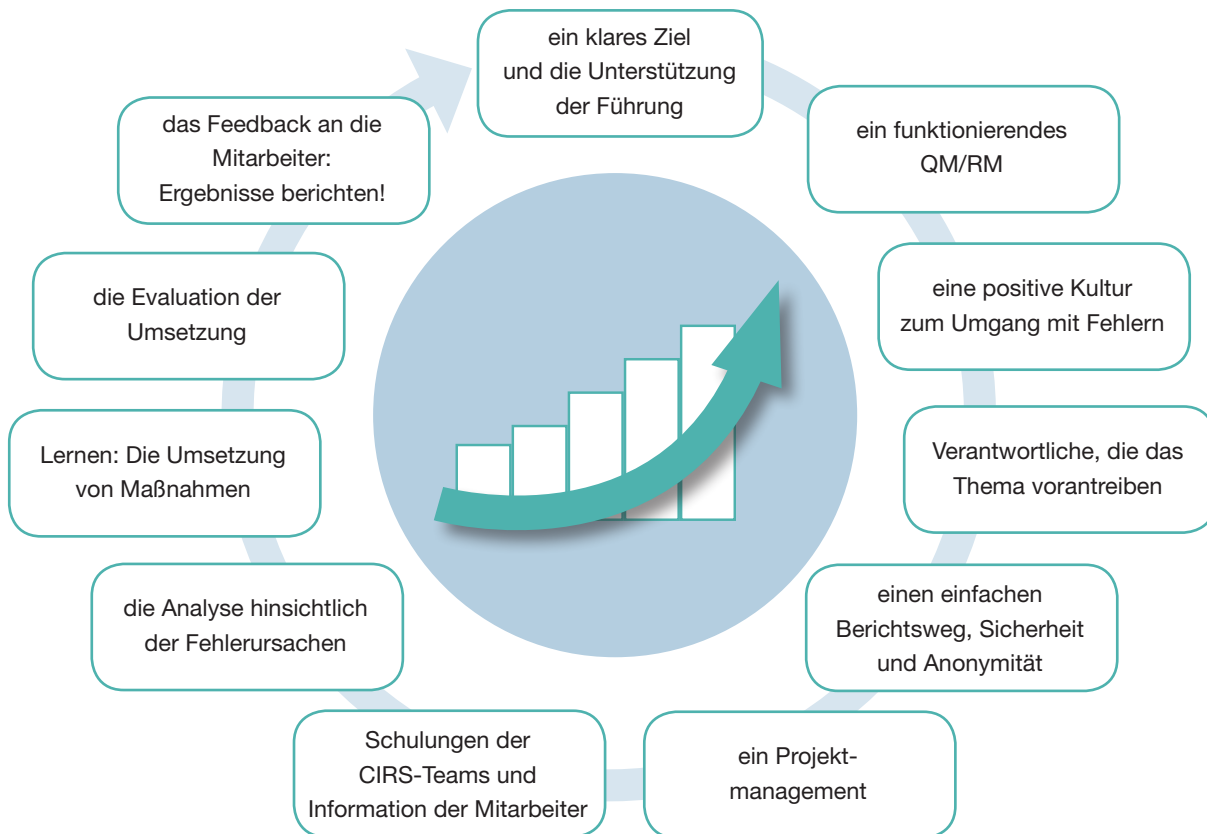 ein klares Ziel
und die Unterstützung
der Führung
ein funktionierendes
QM/RM
eine positive Kultur
zum Umgang mit Fehlern
Verantwortliche, die das
Thema vorantreiben
einen einfachen
Berichtsweg, Sicherheit
und Anonymität
ein Projekt-
management
Schulungen der
CIRS-Teams und
Information der Mitarbeiter
die Analyse hinsichtlich
der Fehlerursachen
Lernen: Die Umsetzung
von Maßnahmen
die Evaluation der
Umsetzung
das Feedback an die
Mitarbeiter:
Ergebnisse berichten!